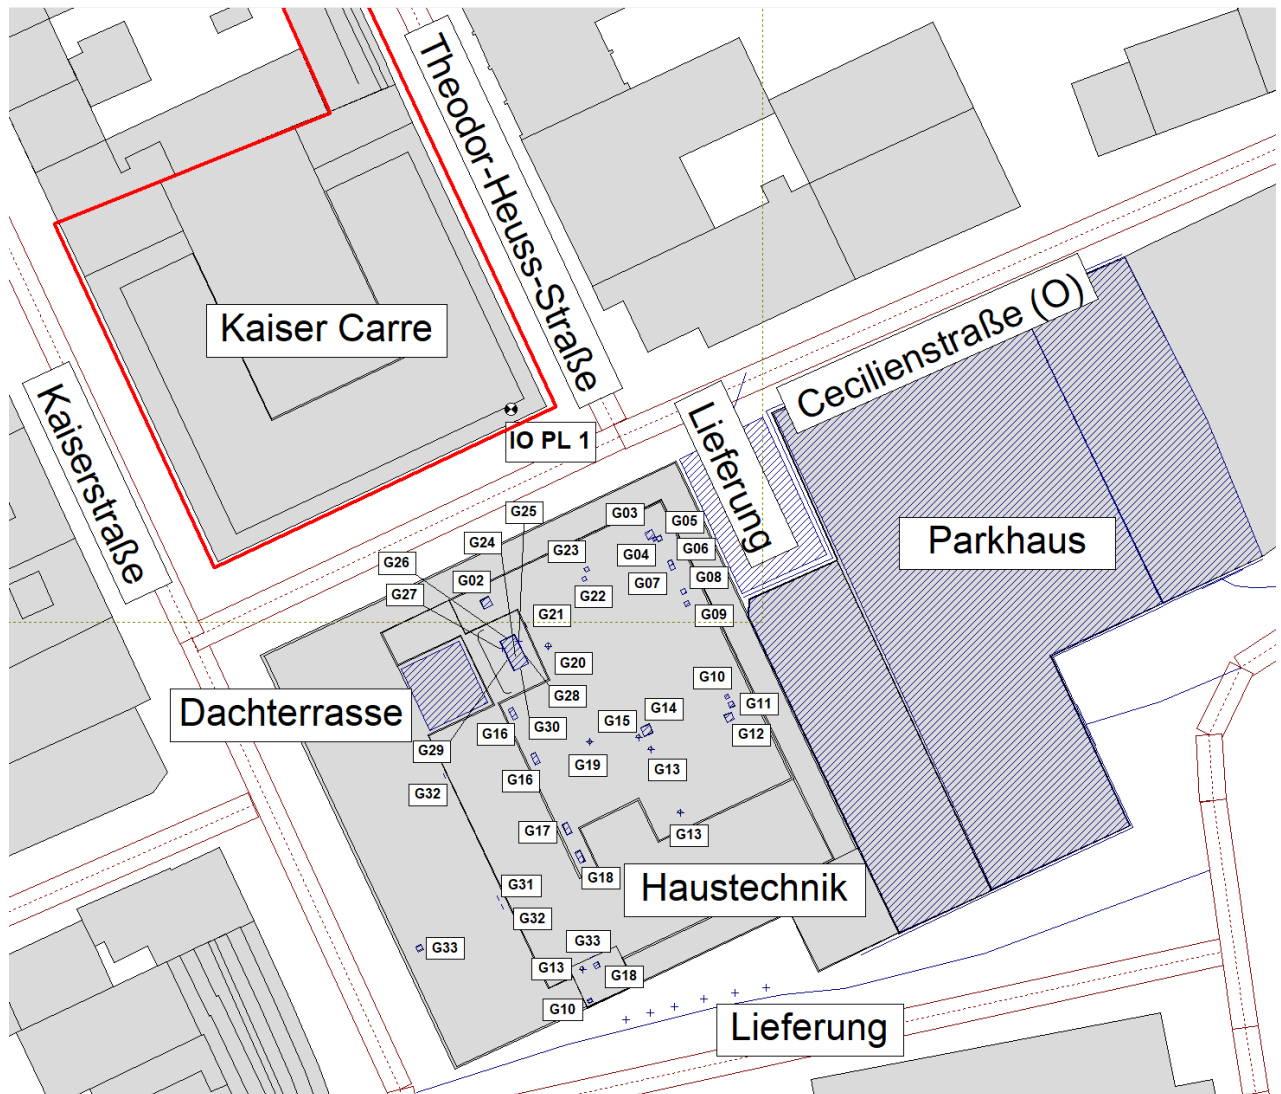 Theodor-Heuss-Straße
Kaiser Carre
Cecilienstraße (O)
Kaiserstraße
Lieferung
IO PL 1
Parkhaus
G25
G03
G05
G24
G23
G04
G06
G26
G02
G07
G08
G27
G22
G21
G09
G20
G10
G28
Dachterrasse
G14
G11
G16
G30
G15
G12
G29
G19
G13
G16
G32
G17
G13
G18
Haustechnik
G31
G32
G33
G33
G13
G18
G10
Lieferung